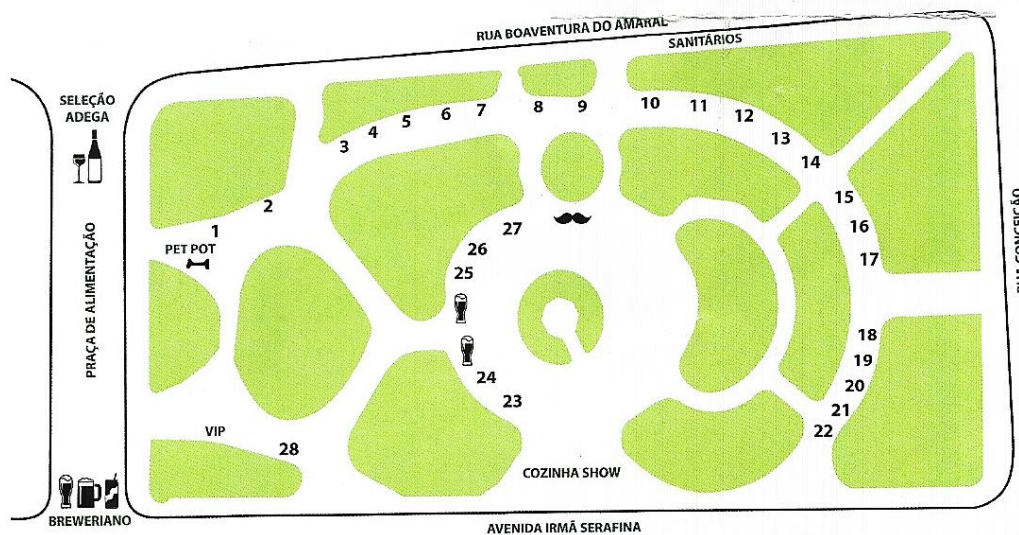 RUA BOAVENTURA DO AMARAL
SANITÁRIOS
SELEÇÃO
ADEGA
PRAÇA DE ALIMENTAÇÃO
BREWERIANO
PET POT
VIP
COZINHA SHOW
AVENIDA IRMÃ SERAFINA
RUA CONCEIÇÃO
1
2
3
4
5
6
7
8
9
10
11
12
13
14
15
16
17
18
19
20
21
22
23
24
25
26
27
28